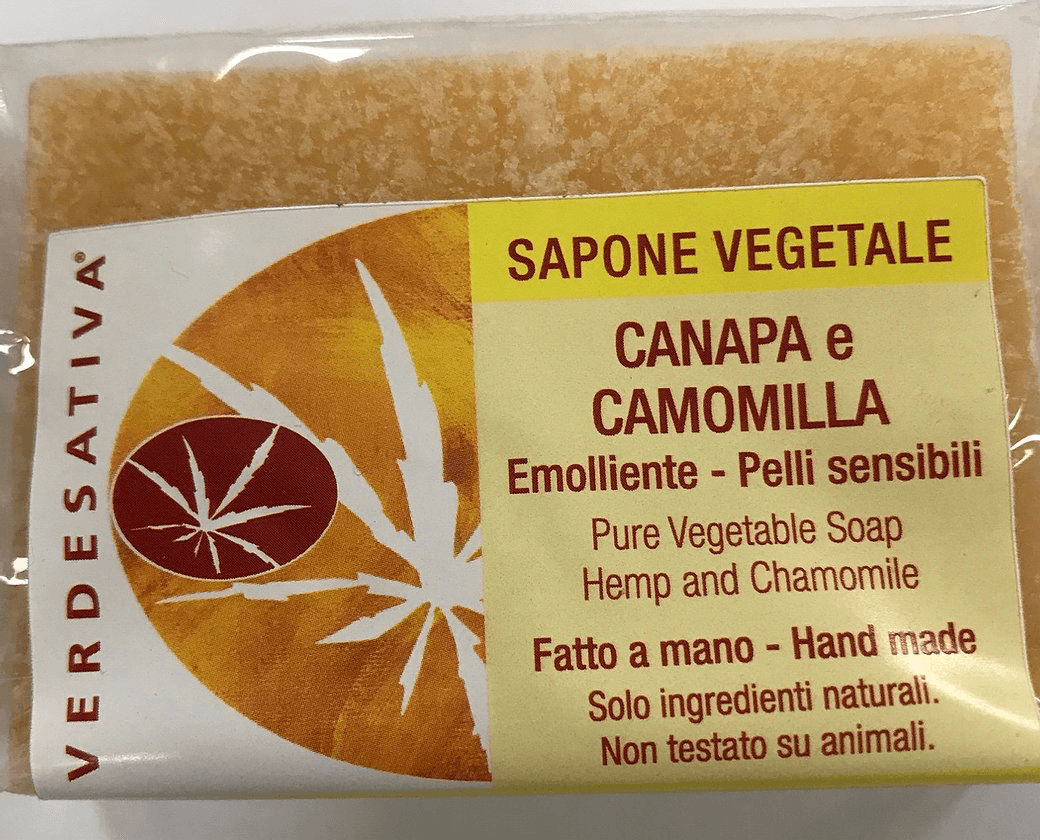 VERDESATIVA®
SAPONE VEGETALE
CANAPA e
CAMOMILLA
Emolliente - Pelli sensibili
Pure Vegetable Soap
Hemp and Chamomile
Fatto a mano - Hand made
Solo ingredienti naturali.
Non testato su animali.